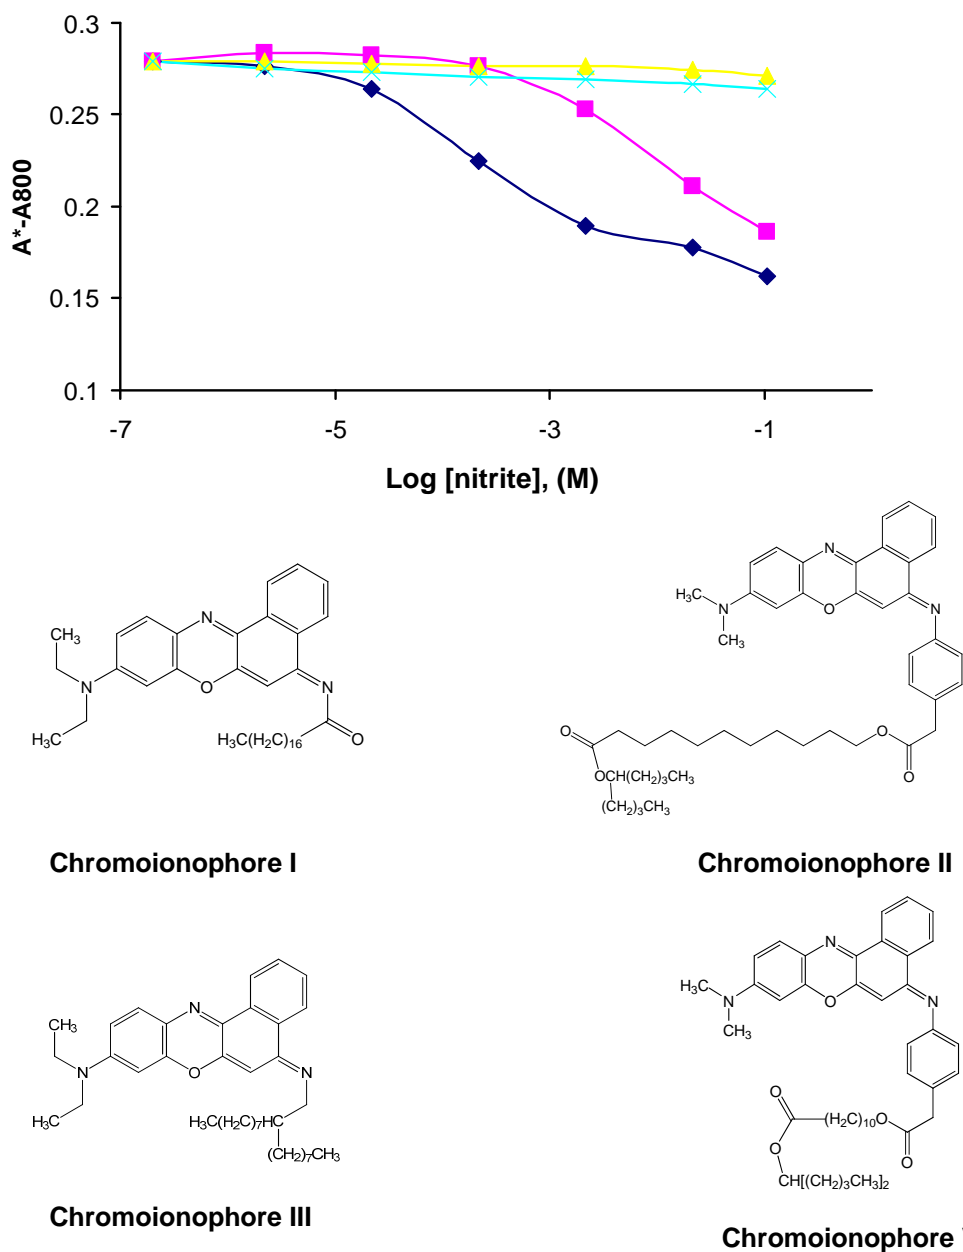 0.3
0.25
0.2
0.15
0.1
A*-A800
-7 -5 -3 -1
Log [nitrite], (M)
N
O
N
CH3
N
H3C
H3C(H2C)16
O
Chromoionophore I
N
O
N
H3C
N
CH3
O
OCH(CH2)3CH3
(CH2)3CH3
O
O
Chromoionophore II
N
O
N
CH3
N
H3C
H3C(C2H)7HC
(CH2)7CH3
Chromoionophore III
N
O
N
H3C
N
CH3
O
(H2C)10O
O
O
CH[(CH2)3CH3]2
Chromoionophore